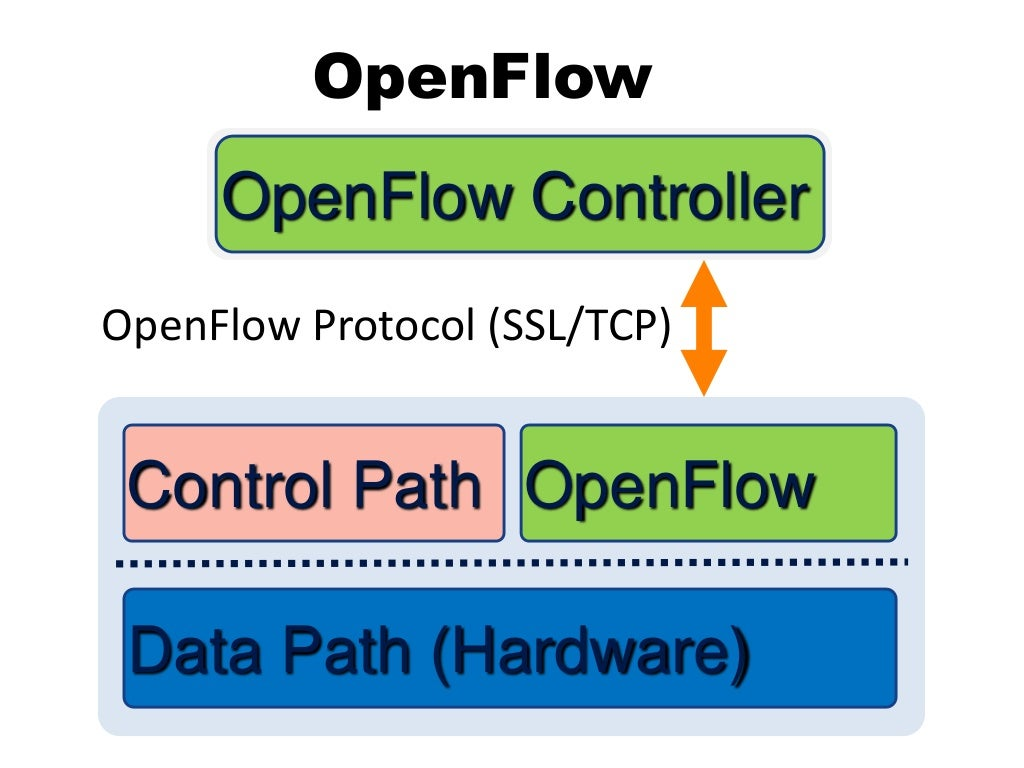 OpenFlow
OpenFlow Controller
OpenFlow Protocol (SSL/TCP)
Control Path
OpenFlow
Data Path (Hardware)